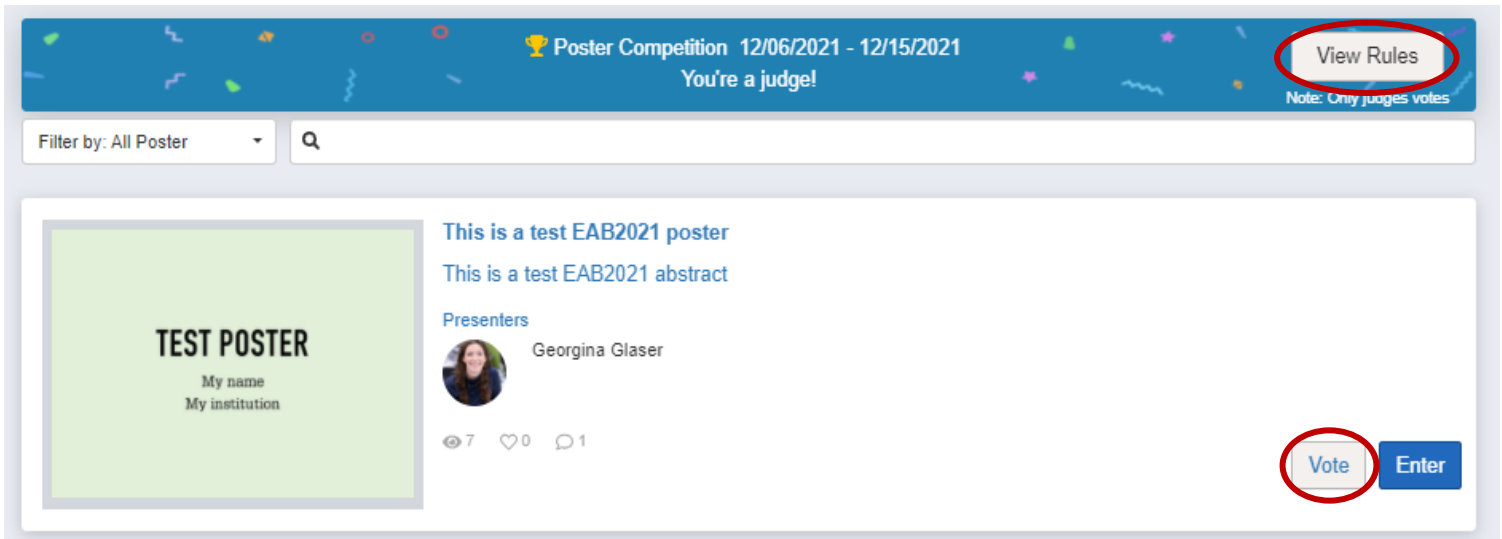 Poster Competition 12/06/2021 - 12/15/2021
You're a judge!
View Rules
Note: Only judges votes
Filter by: All Poster
This is a test EAB2021 poster
This is a test EAB2021 abstract
Presenters
Georgina Glaser
TEST POSTER
My name
My institution
7 0 1
Vote Enter